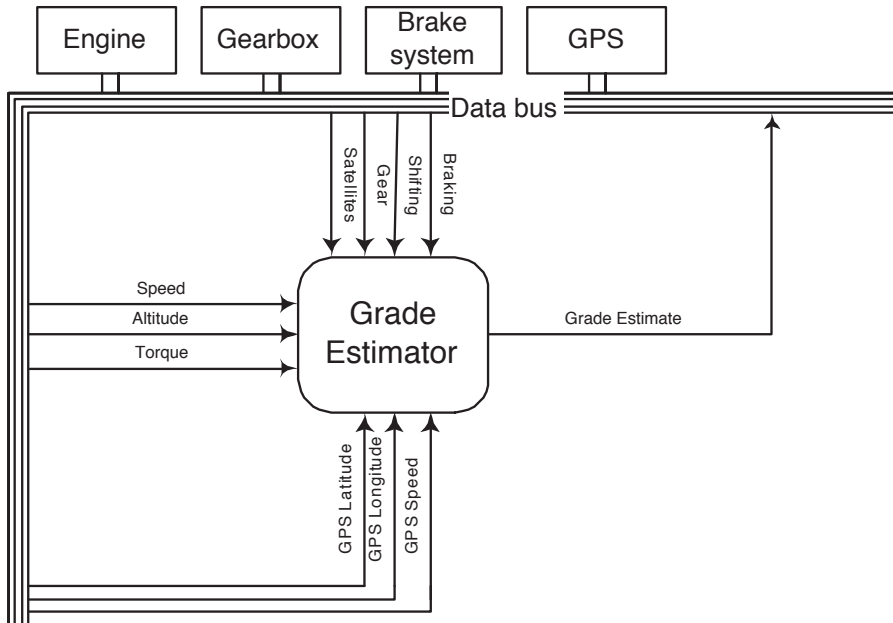 Engine
Gearbox
Brake
system
GPS
Data bus
Satellites
Gear
Shifting
Braking
Speed
Altitude
Torque
Grade
Estimator
Grade Estimate
GPS Latitude
GPS Longitude
GPS Speed